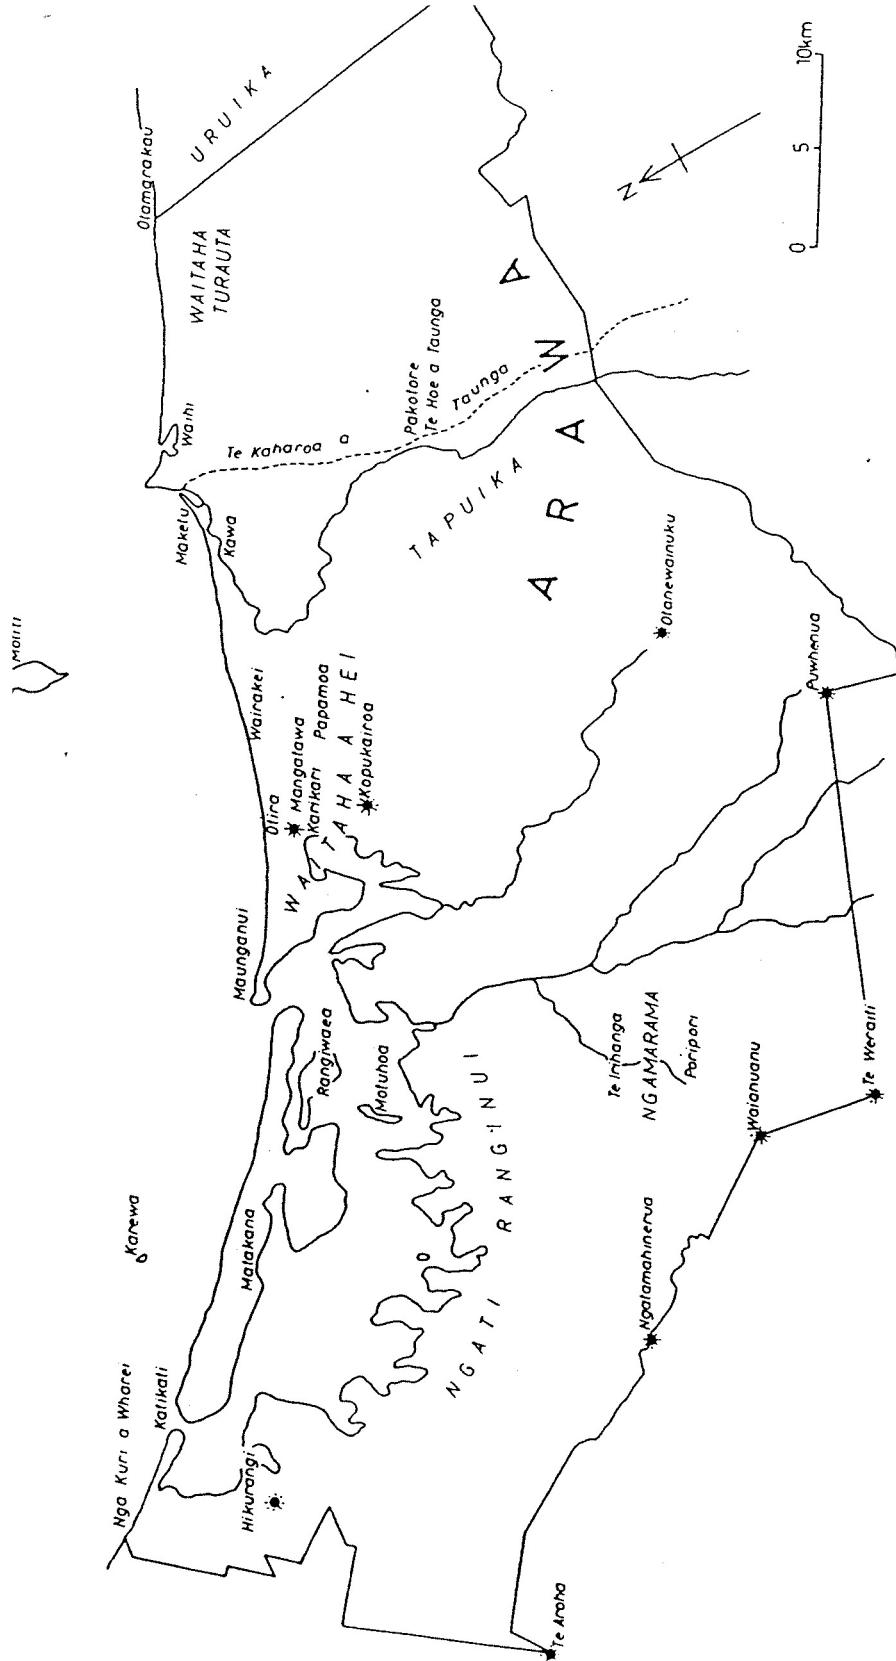 Motiti
Karewa
Nga Kuri a Wharei
Katikati
Hikurangi
Matakana
Rangiwaea
Motuhoa
Maunganui
Otira
Mangatawa
Karikari
Papamoa
WAITAHA A HEI
Kopukairoa
Wairakei
Maketu
Kawa
Waihi
Te Kaharoa a
Taunga
Pakotore
Te Hoe a Taunga
Otamarakau
WAITAHA
TURAUTA
URUIKA
TAPUIKA
ARAWA
Otanewainuku
Puwhenua
NGATI RANGINUI
Te Irihanga
NGAMARAMA
Poripori
Waianuanu
Te Weraiti
Ngatamahinerua
Te Aroha
N
0 5 10km